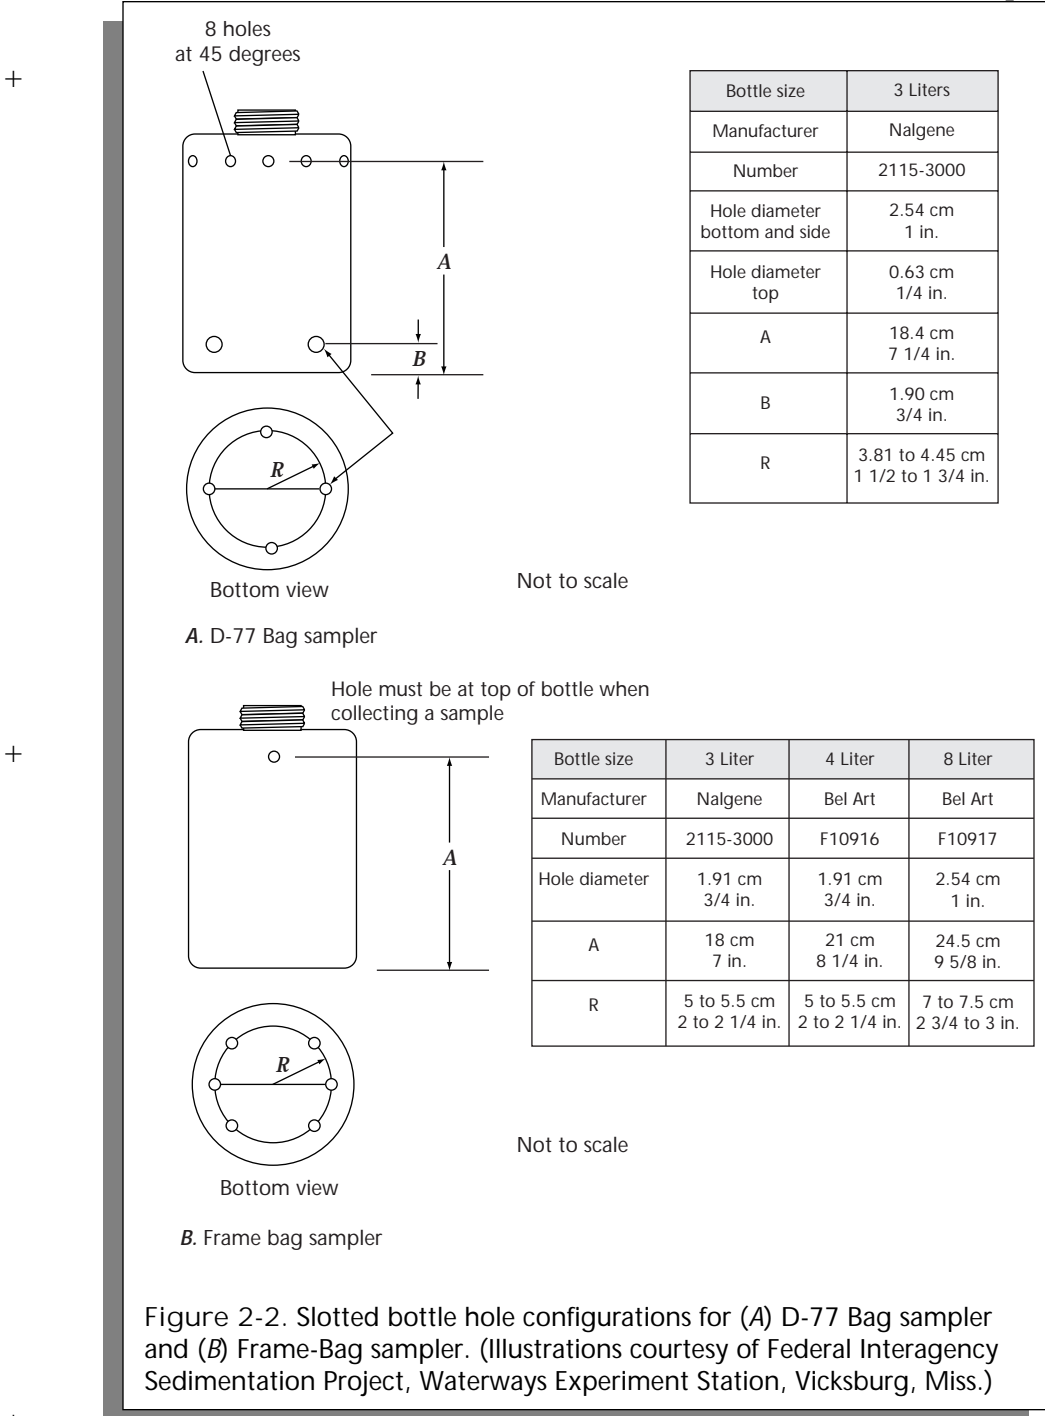 8 holes
at 45 degrees
A
B
R
Bottom view
Not to scale
A. D-77 Bag sampler
Bottle size 3 Liters
Manufacturer Nalgene
Number 2115-3000
Hole diameter bottom and side 2.54 cm 1 in.
Hole diameter top 0.63 cm 1/4 in.
A 18.4 cm 7 1/4 in.
B 1.90 cm 3/4 in.
R 3.81 to 4.45 cm 1 1/2 to 1 3/4 in.
Hole must be at top of bottle when
collecting a sample
A
R
Bottom view
Not to scale
B. Frame bag sampler
Bottle size 3 Liter 4 Liter 8 Liter
Manufacturer Nalgene Bel Art Bel Art
Number 2115-3000 F10916 F10917
Hole diameter 1.91 cm 1.91 cm 2.54 cm
3/4 in. 3/4 in. 1 in.
A 18 cm 21 cm 24.5 cm
7 in. 8 1/4 in. 9 5/8 in.
R 5 to 5.5 cm 5 to 5.5 cm 7 to 7.5 cm
2 to 2 1/4 in. 2 to 2 1/4 in. 2 3/4 to 3 in.
Figure 2-2. Slotted bottle hole configurations for (A) D-77 Bag sampler
and (B) Frame-Bag sampler. (Illustrations courtesy of Federal Interagency
Sedimentation Project, Waterways Experiment Station, Vicksburg, Miss.)